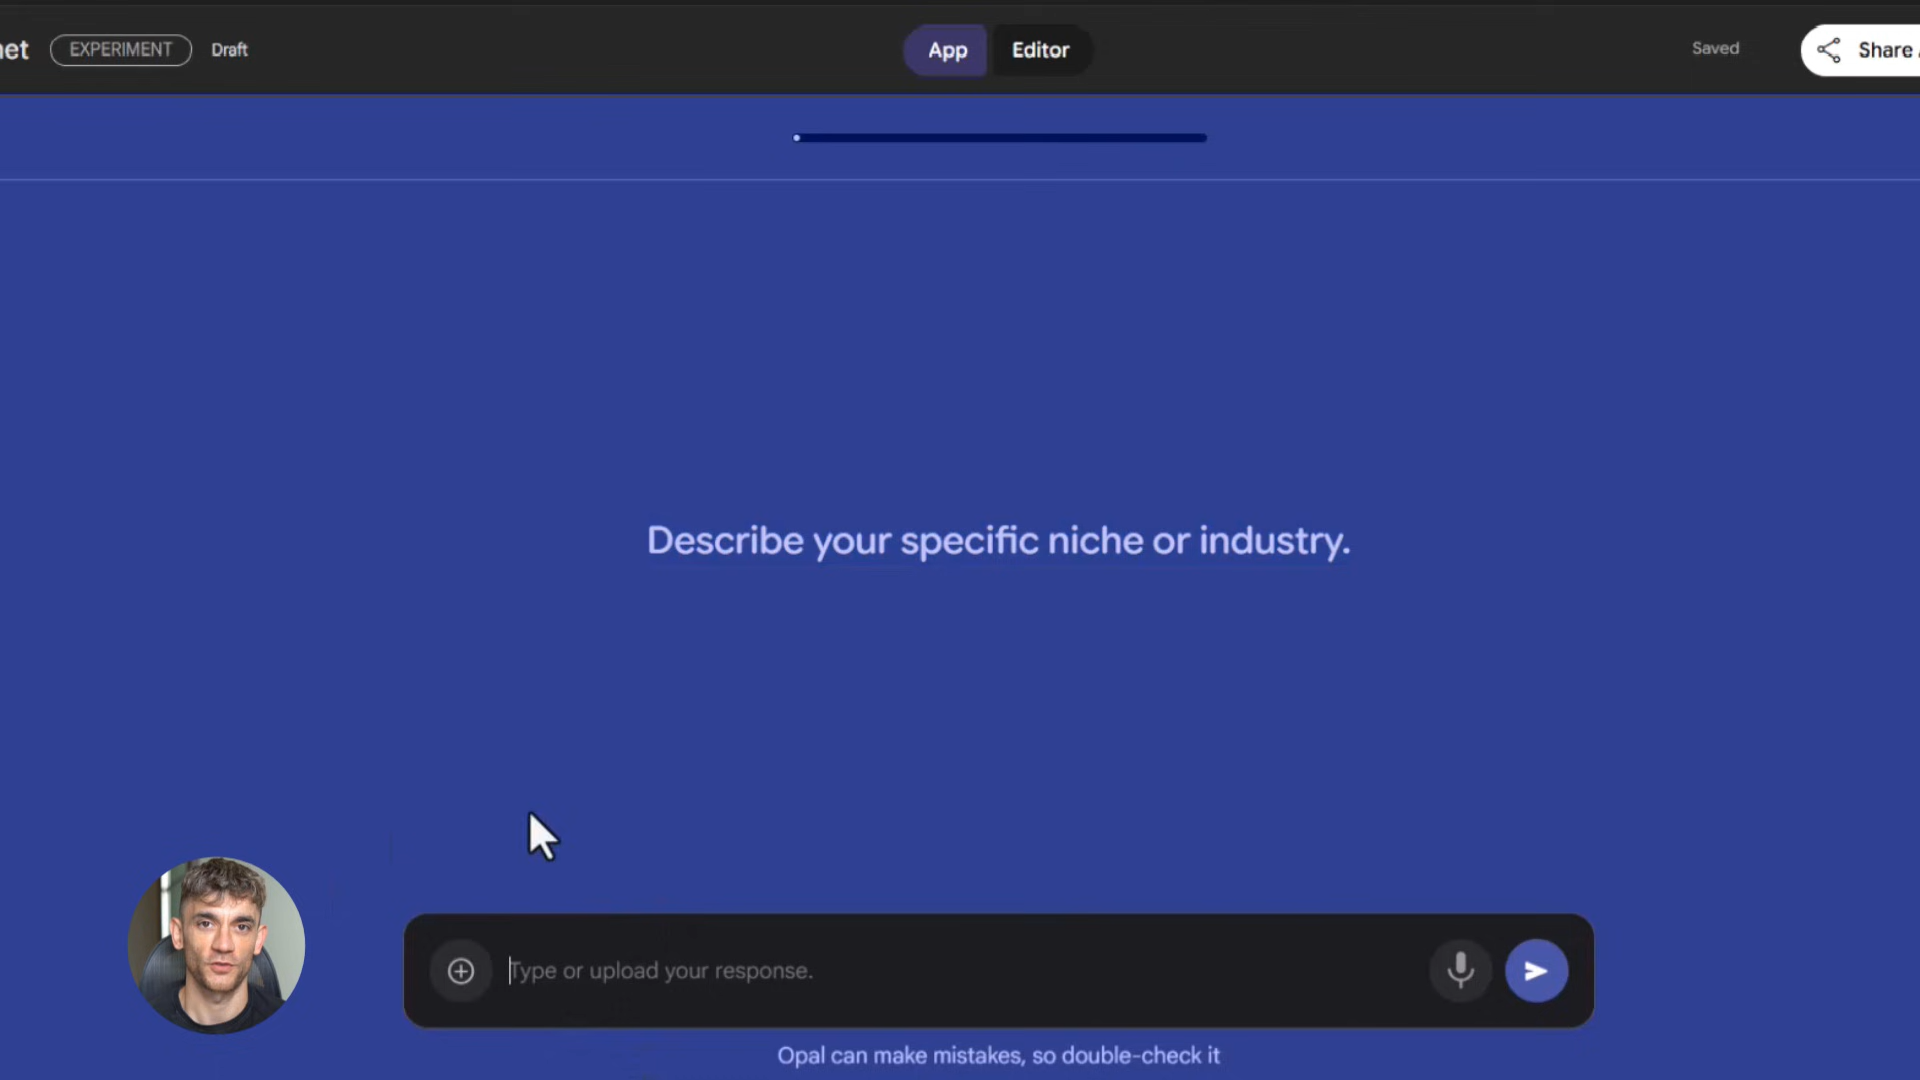 EXPERIMENT
Draft
App
Editor
Saved
Share
Describe your specific niche or industry.
Type or upload your response.
Opal can make mistakes, so double-check it